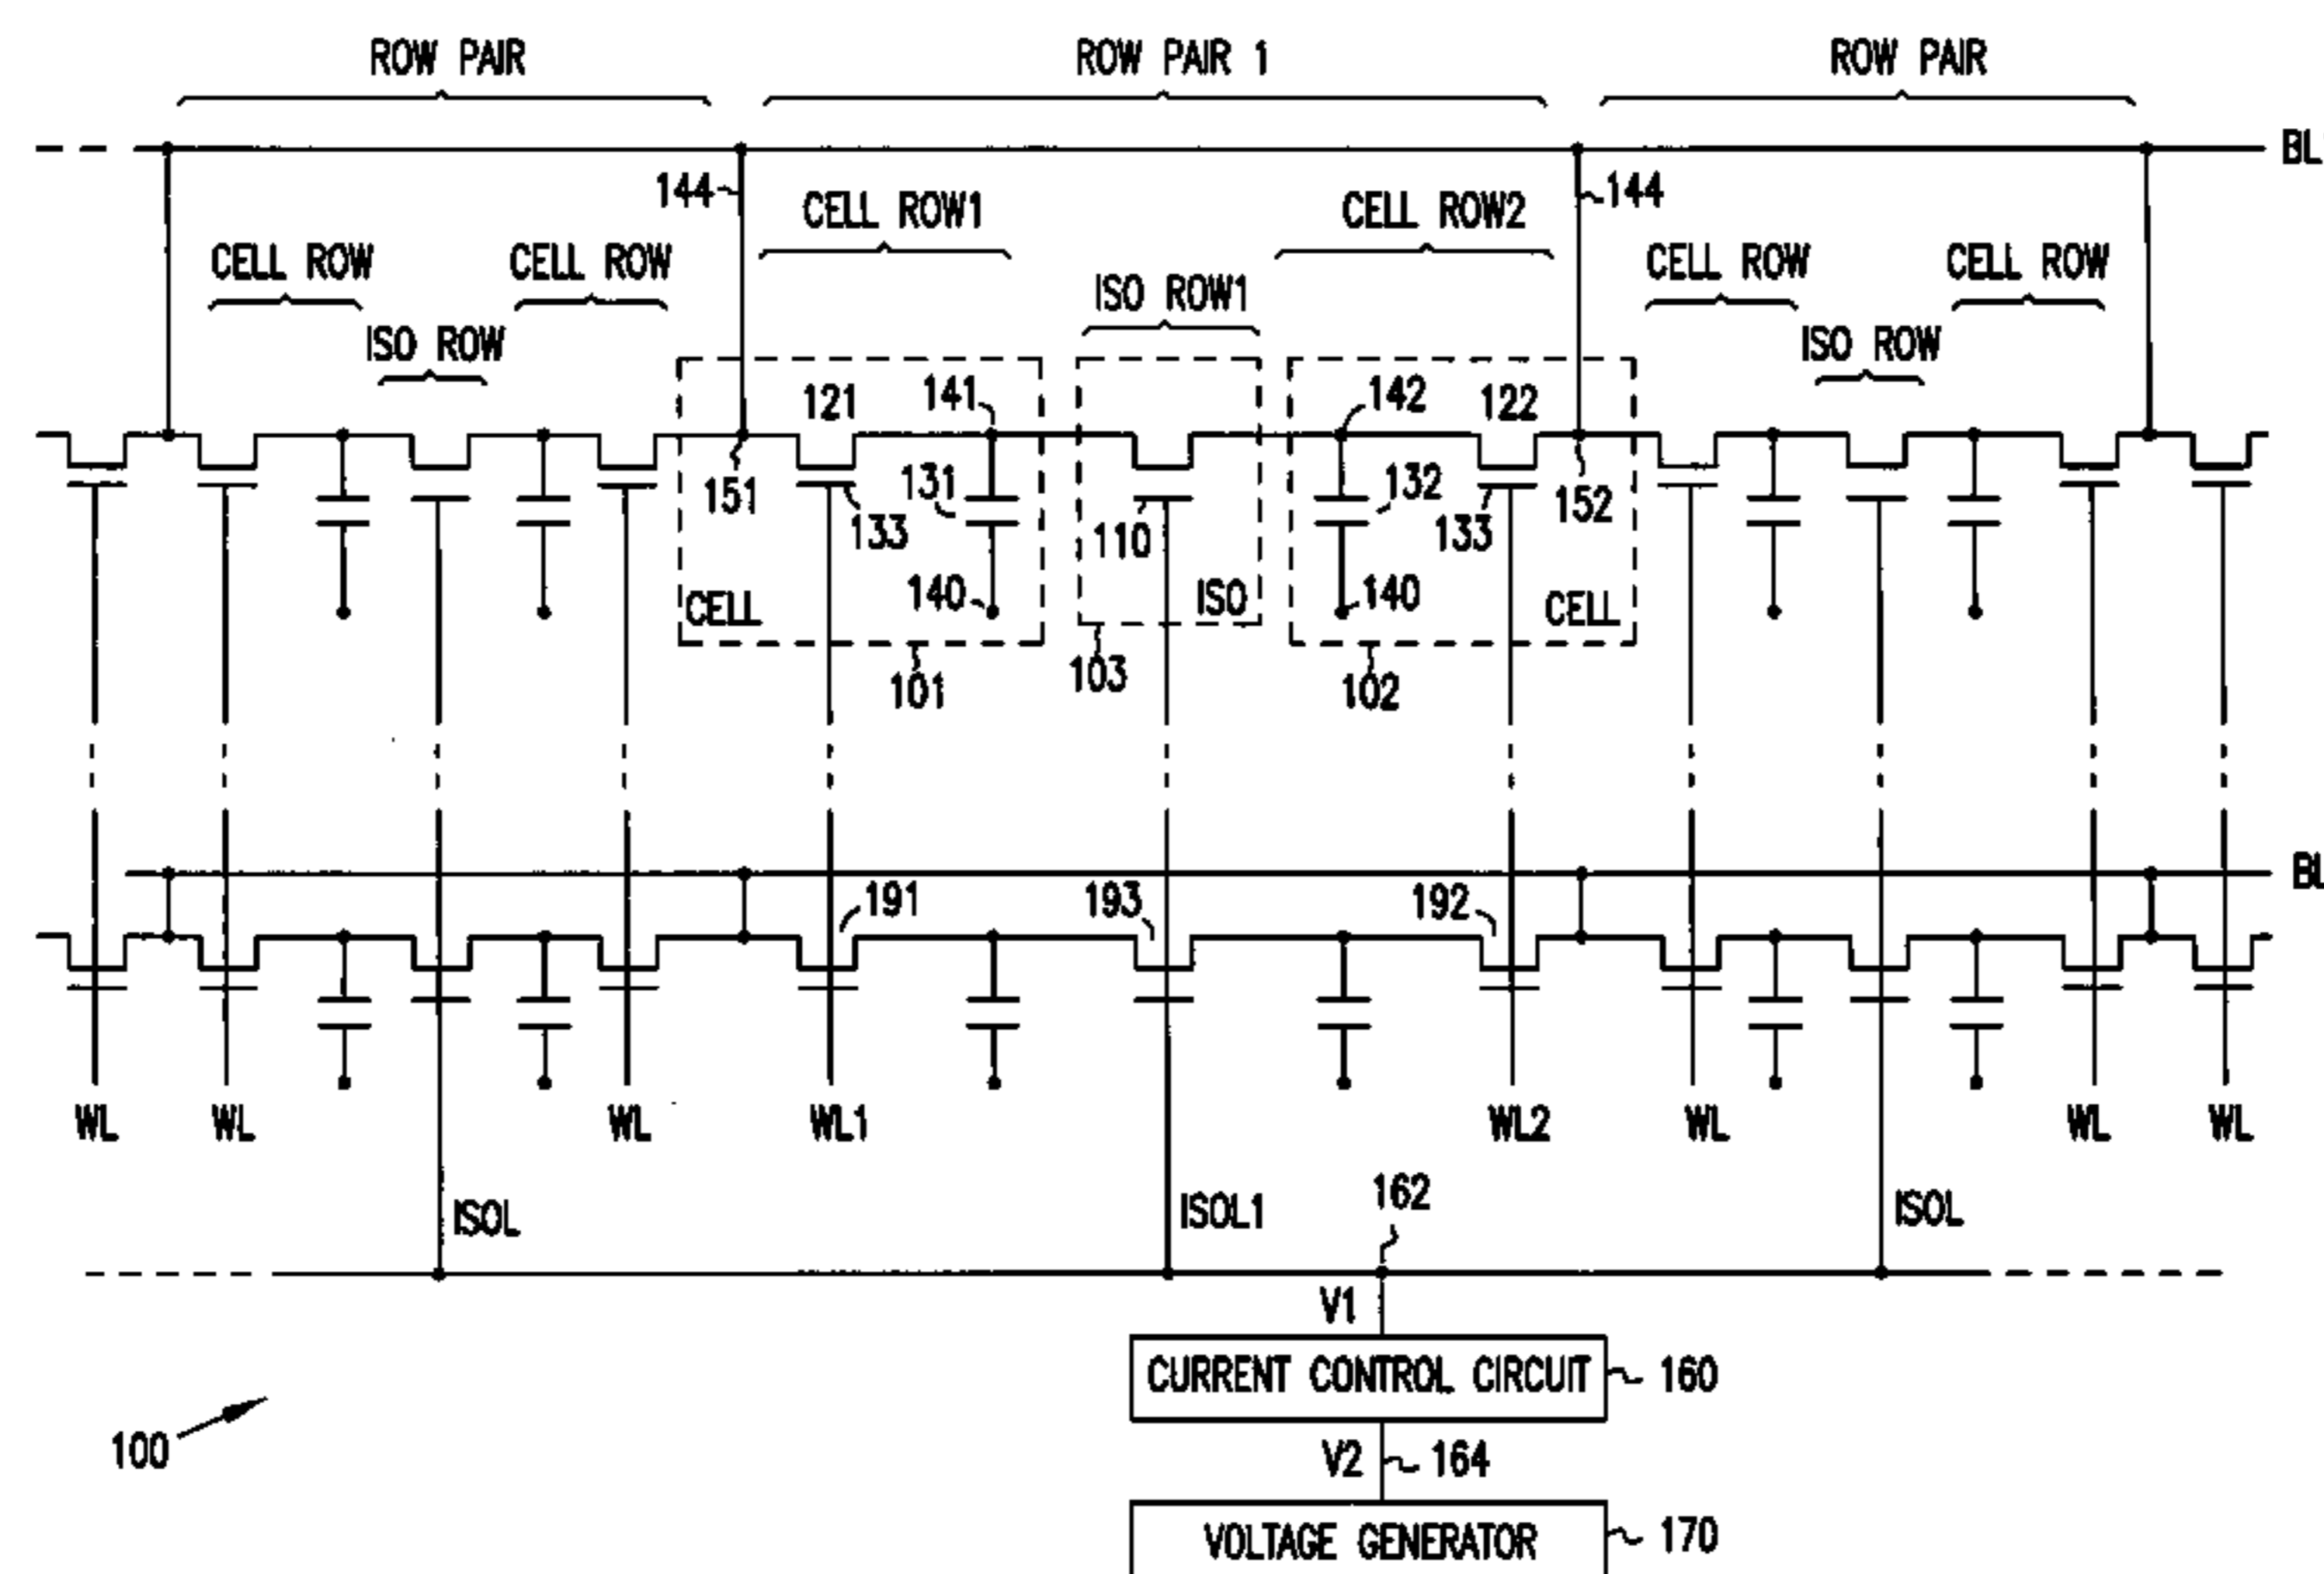 ROW PAIR ROW PAIR 1 ROW PAIR
BL
144 CELL ROW1 CELL ROW2 144
CELL ROW CELL ROW ISO ROW1 CELL ROW CELL ROW
ISO ROW ISO ROW
121 141 142 122
151 133 131 110 132 133 152
CELL 140 ISO 140 CELL
101 103 102
BL
191 193 192
WL WL WL WL1 WL2 WL WL WL
ISOL ISOL1 162 ISOL
V1
CURRENT CONTROL CIRCUIT 160
100
V2 164
VOLTAGE GENERATOR 170